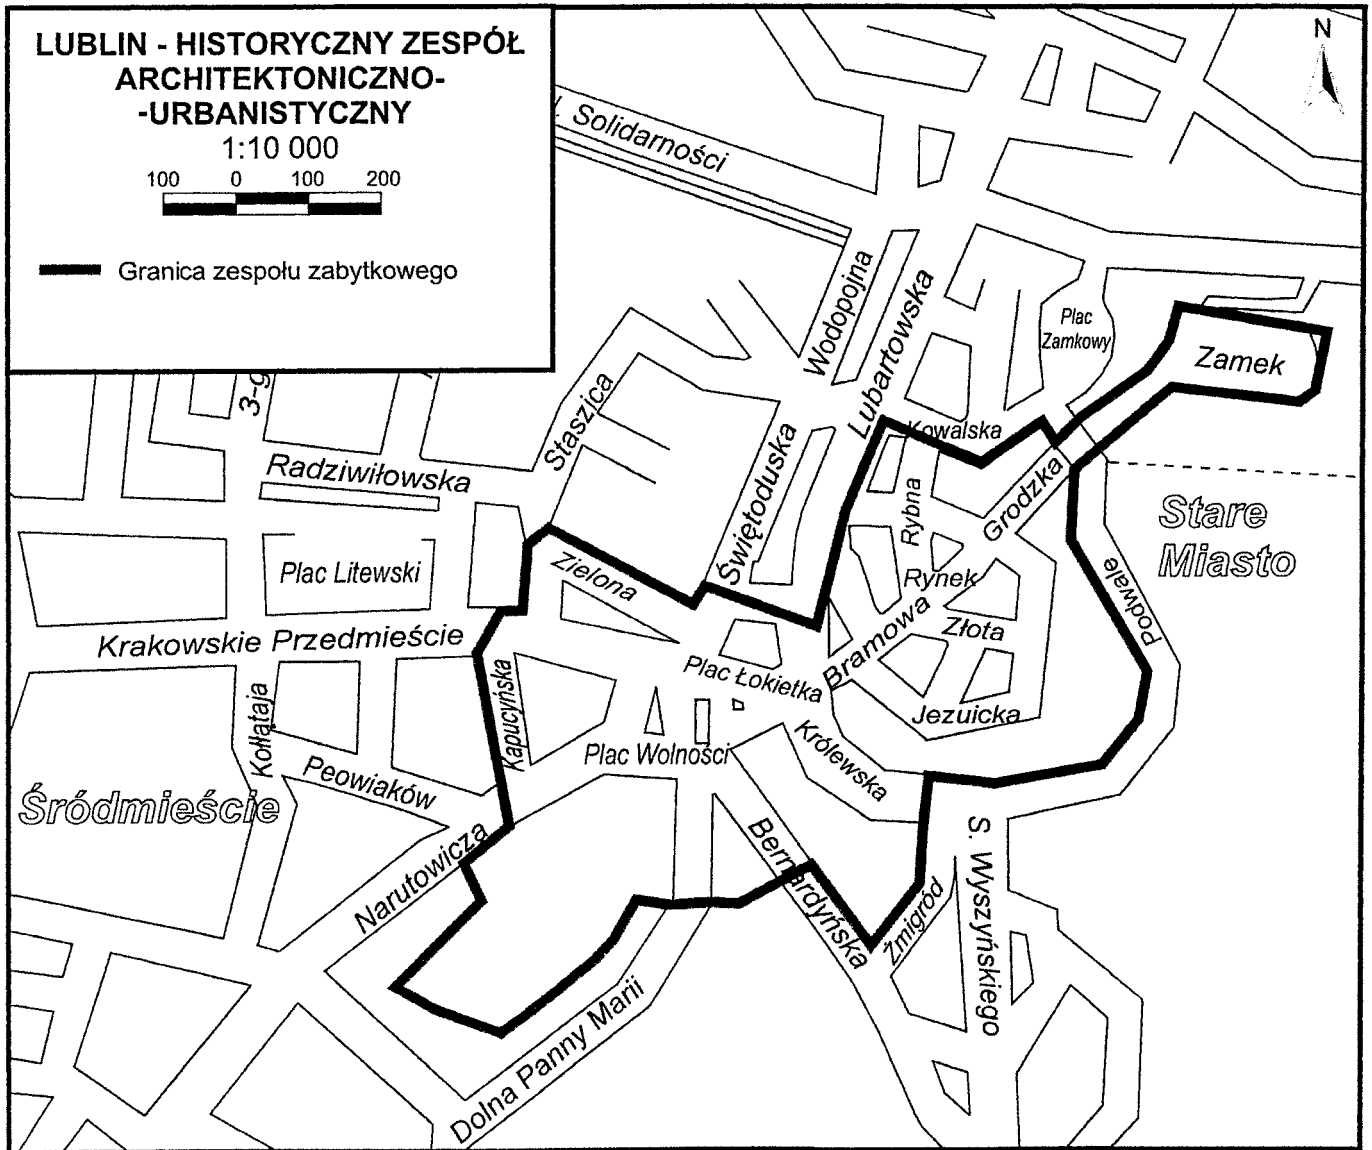 LUBLIN - HISTORYCZNY ZESPÓŁ
ARCHITEKTONICZNO-
-URBANISTYCZNY
1:10 000
100 0 100 200
Granica zespołu zabytkowego
N
l. Solidarności
Wodopojna
Lubartowska
Plac
Zamkowy
Zamek
3-g
Staszica
Radziwiłowska
Świętoduska
Kowalska
Rybna
Grodzka
Stare
Miasto
Plac Litewski
Zielona
Rynek
Podwale
Krakowskie Przedmieście
Bramowa
Złota
Plac Łokietka
Kapucyńska
Kołłątaja
Jezuicka
Plac Wolności
Królewska
Peowiaków
Śródmieście
Narutowicza
Bernardyńska
Żmigród
S. Wyszyńskiego
Dolna Panny Marii